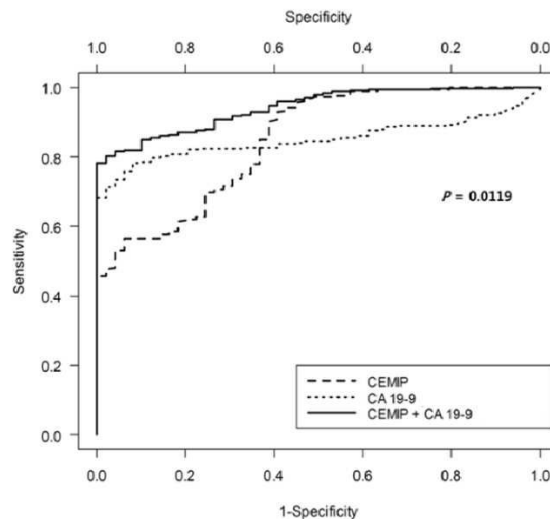 Specificity
1.0 0.8 0.6 0.4 0.2 0.0
1.0
0.8
0.6
0.4
0.2
0.0
Sensitivity
P = 0.0119
CEMIP
CA 19-9
CEMIP + CA 19-9
0.0 0.2 0.4 0.6 0.8 1.0
1-Specificity